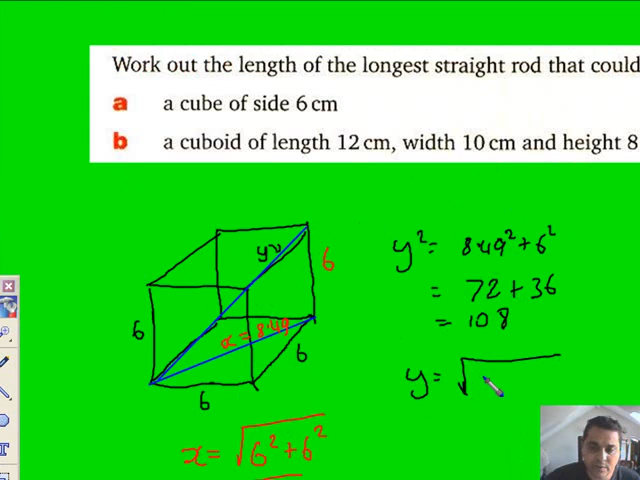 Work out the length of the longest straight rod that could
a a cube of side 6 cm
b a cuboid of length 12 cm, width 10 cm and height 8
y² = 8.49² + 6²
= 72 + 36
= 108
y = √
y
6
6
x = 8.49
6
6
x = √6² + 6²
T